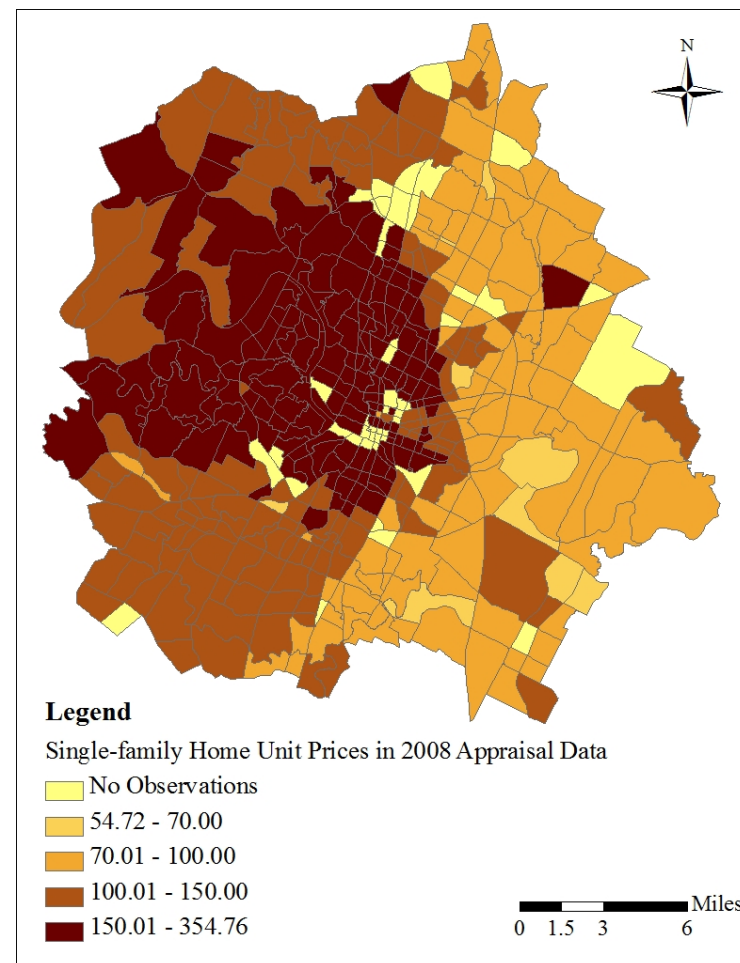 N
Legend
Single-family Home Unit Prices in 2008 Appraisal Data
No Observations
54.72 - 70.00
70.01 - 100.00
100.01 - 150.00
150.01 - 354.76
Miles
0 1.5 3 6